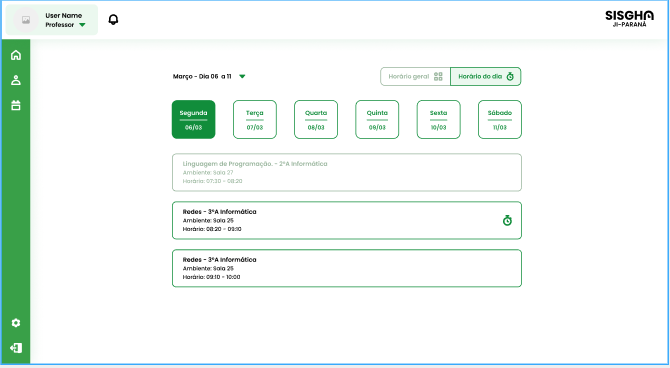 User Name
Professor
SISGHA
JI-PARANÁ
Março - Dia 06 a 11
Horário geral
Horário do dia
Segunda
06/03
Terça
07/03
Quarta
08/03
Quinta
09/03
Sexta
10/03
Sábado
11/03
Linguagem de Programação. - 2ºA Informática
Ambiente: Sala 27
Horário: 07:30 - 08:20
Redes - 3ºA Informática
Ambiente: Sala 25
Horário: 08:20 - 09:10
Redes - 3ºA Informática
Ambiente: Sala 25
Horário: 09:10 - 10:00